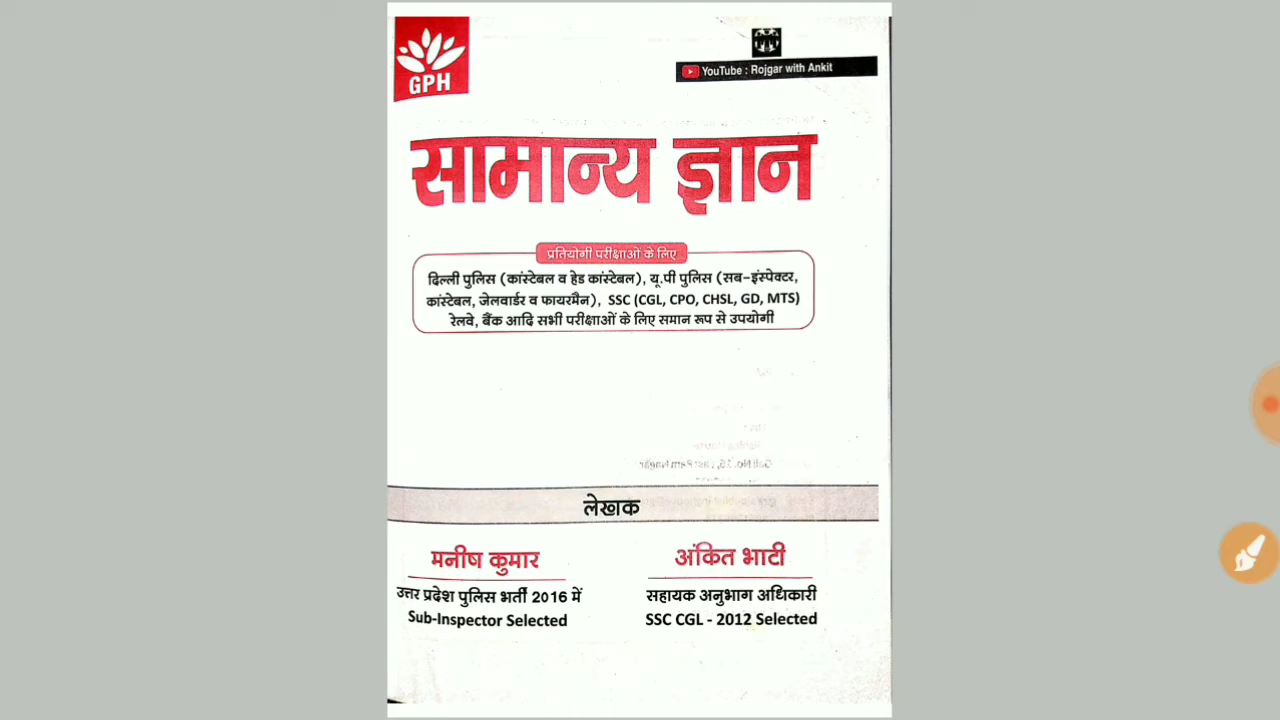 GPH
YouTube : Rojgar with Ankit
सामान्य ज्ञान
प्रतियोगी परीक्षाओं के लिए
दिल्ली पुलिस (कांस्टेबल व हेड कांस्टेबल), यू.पी पुलिस (सब-इंस्पेक्टर,
कांस्टेबल, जेलवार्डर व फायरमैन), SSC (CGL, CPO, CHSL, GD, MTS)
रेलवे, बैंक आदि सभी परीक्षाओं के लिए समान रूप से उपयोगी
लेखक
मनीष कुमार
उत्तर प्रदेश पुलिस भर्ती 2016 में
Sub-Inspector Selected
अंकित भाटी
सहायक अनुभाग अधिकारी
SSC CGL - 2012 Selected